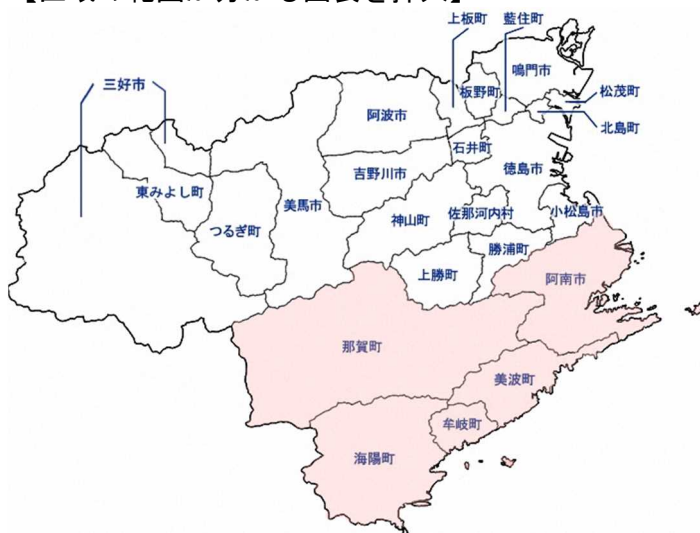 上板町
藍住町
鳴門市
三好市
板野町
松茂町
阿波市
北島町
石井町
徳島市
吉野川市
東みよし町
美馬市
つるぎ町
神山町
佐那河内村
小松島市
勝浦町
上勝町
阿南市
那賀町
美波町
牟岐町
海陽町